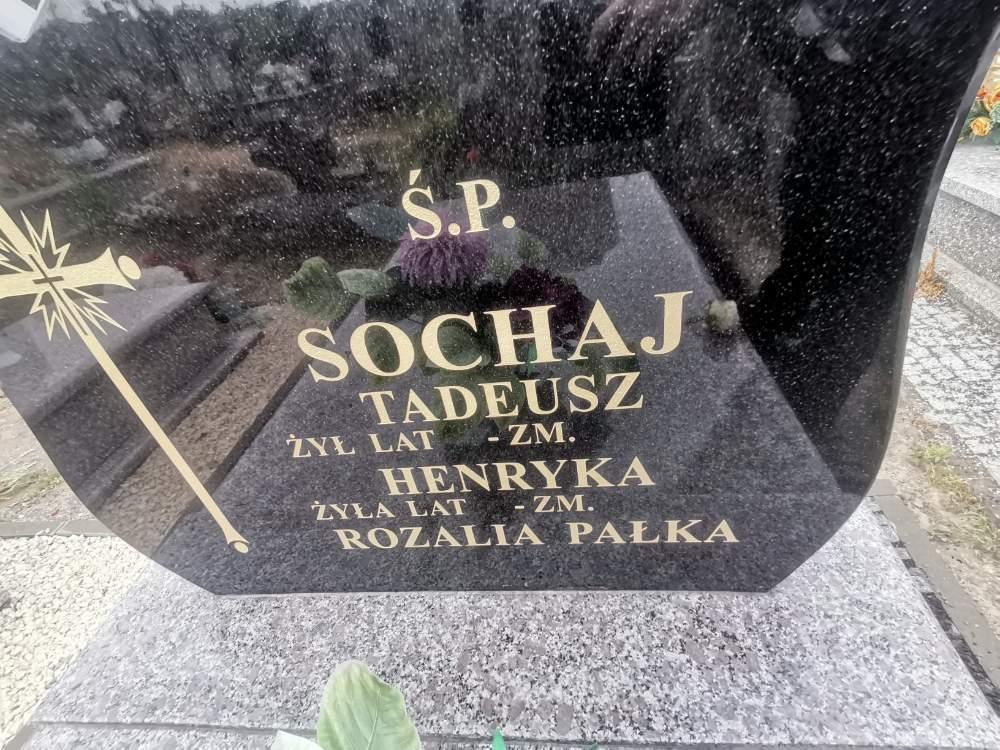 Ś.P.
SOCHAJ
TADEUSZ
ŻYŁ LAT - ZM.
HENRYKA
ŻYŁA LAT - ZM.
ROZALIA PAŁKA